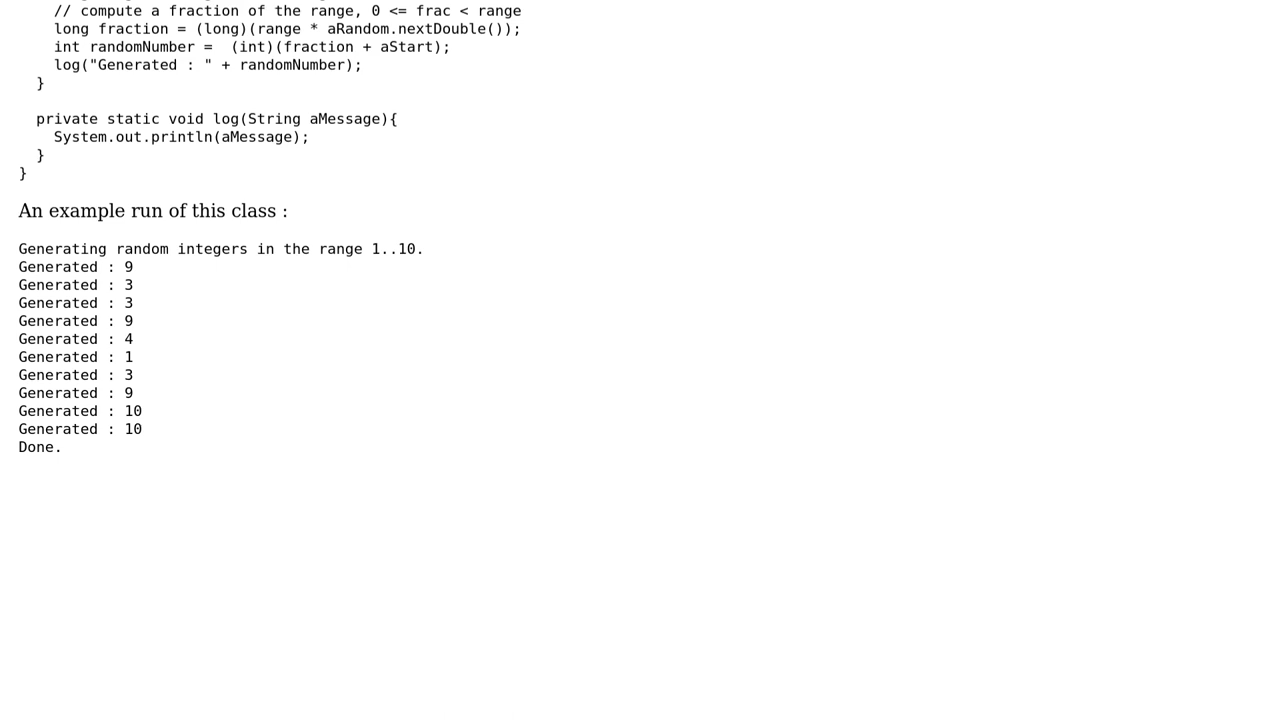 // compute a fraction of the range, 0 <= frac < range
long fraction = (long)(range * aRandom.nextDouble());
int randomNumber =  (int)(fraction + aStart);
log("Generated : " + randomNumber);
}
private static void log(String aMessage){
System.out.println(aMessage);
}
}
An example run of this class :
Generating random integers in the range 1..10.
Generated : 9
Generated : 3
Generated : 3
Generated : 9
Generated : 4
Generated : 1
Generated : 3
Generated : 9
Generated : 10
Generated : 10
Done.